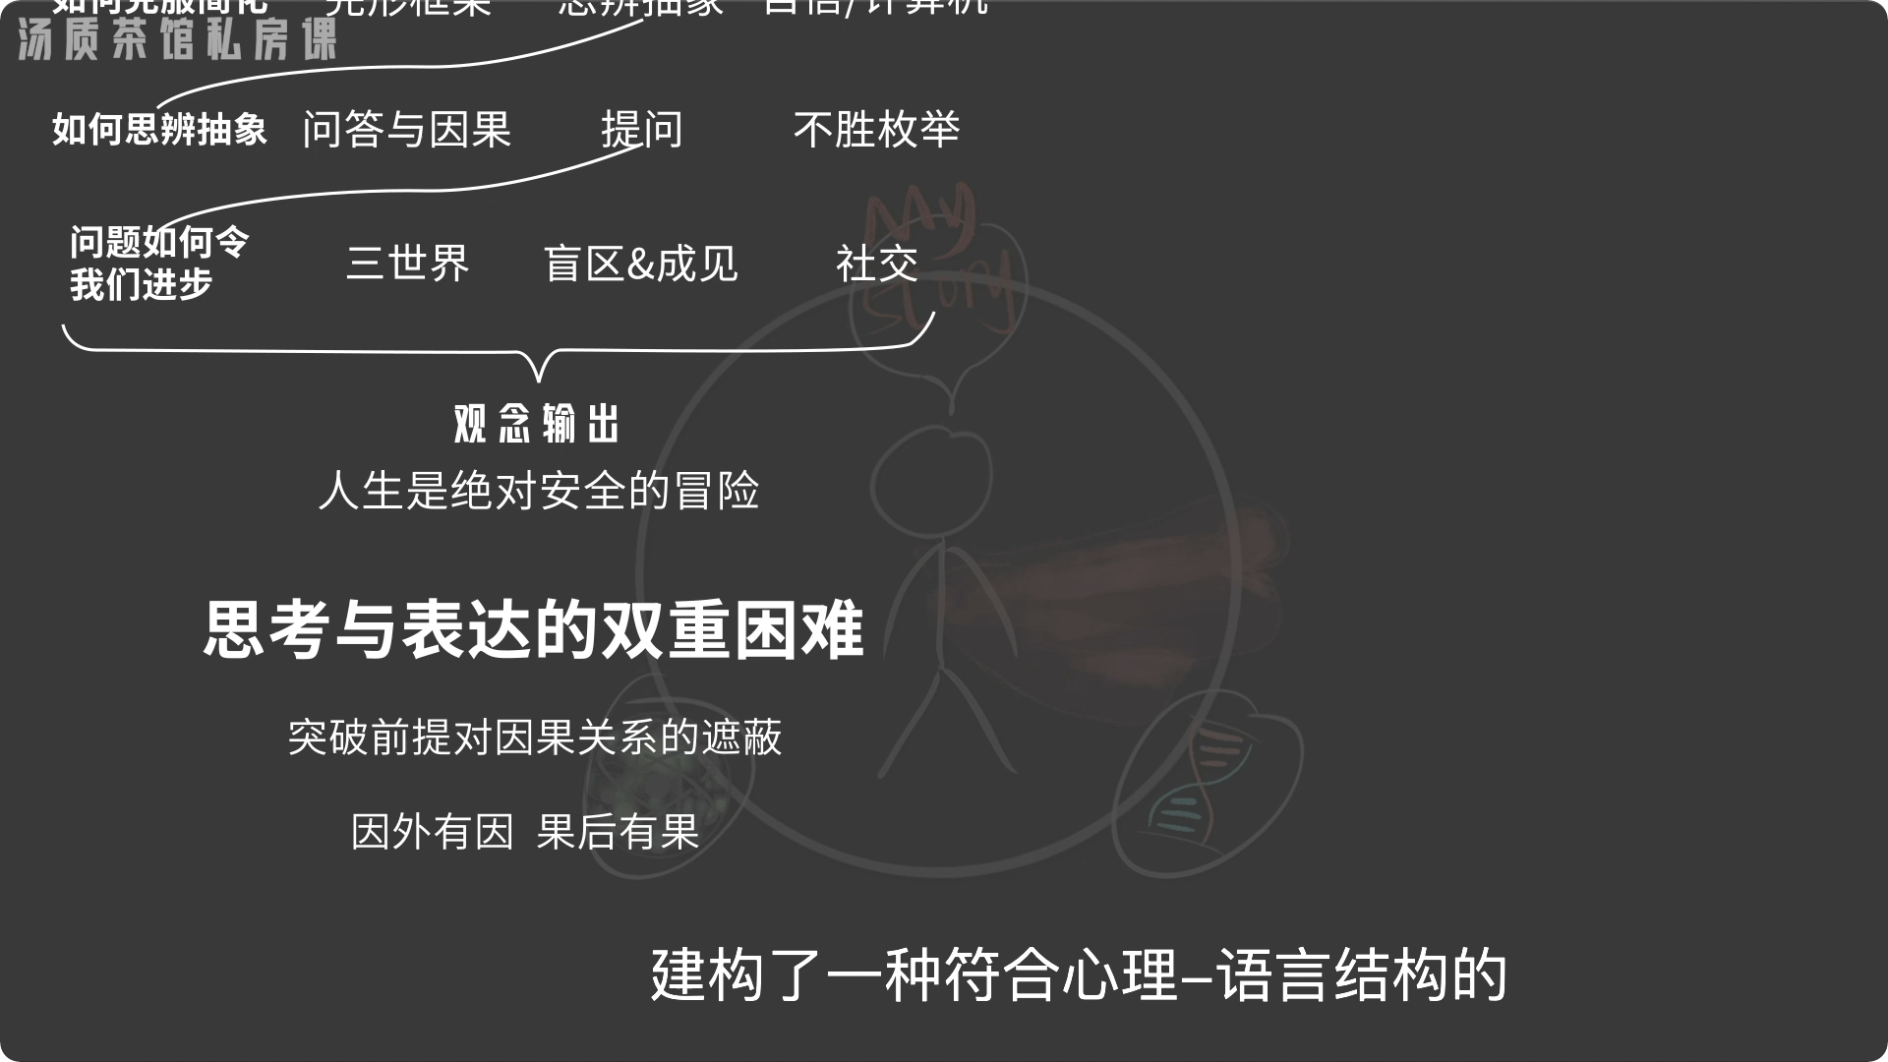 如何克服简化 完形框架 思辨抽象 自悟/计算机
汤质茶馆私房课
如何思辨抽象 问答与因果 提问 不胜枚举
My
story
问题如何令
我们进步
三世界 盲区&成见 社交
观念输出
人生是绝对安全的冒险
思考与表达的双重困难
突破前提对因果关系的遮蔽
因外有因 果后有果
建构了一种符合心理–语言结构的